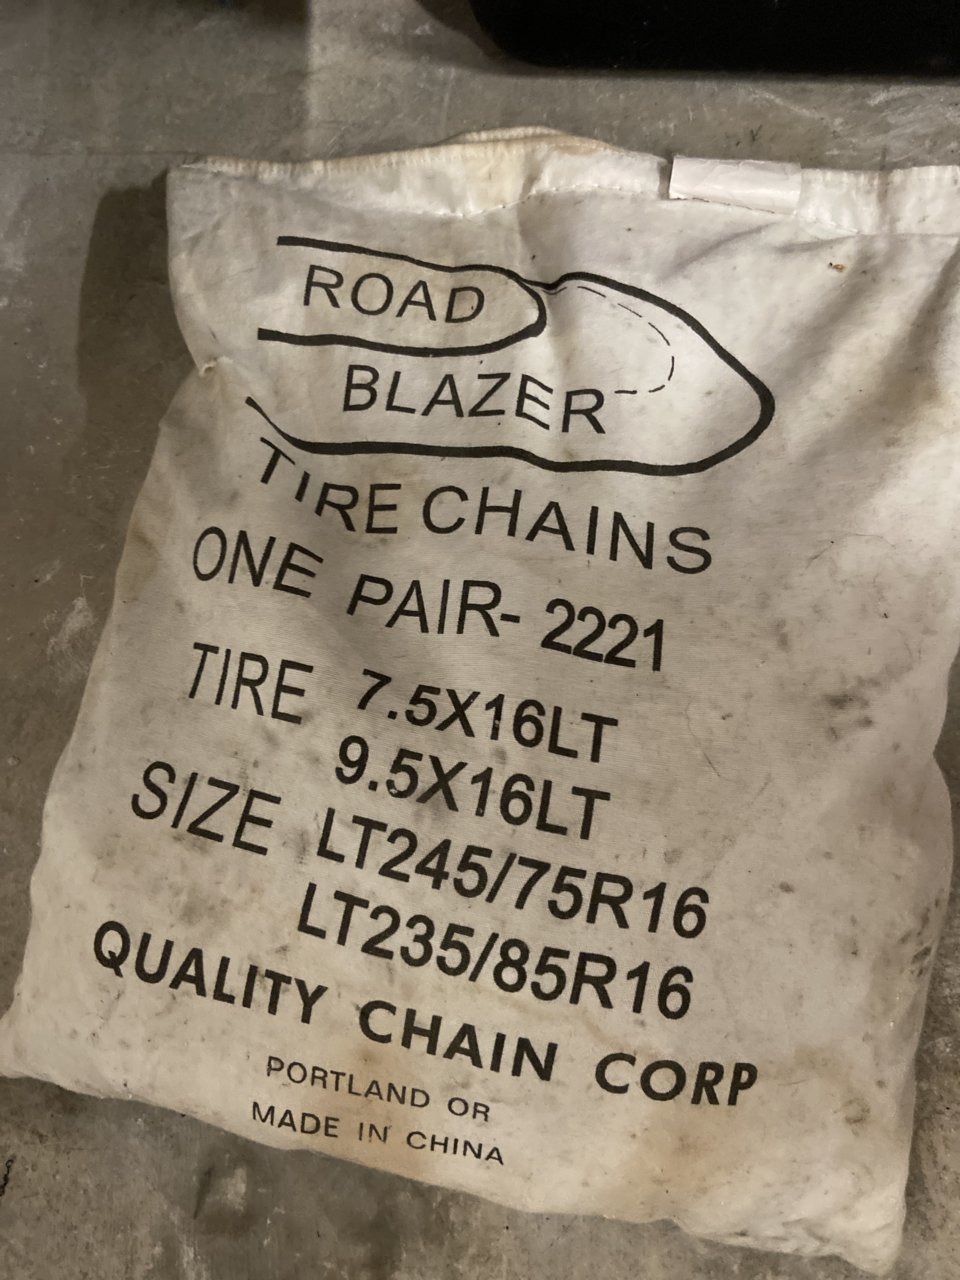 ROAD
BLAZER
TIRE CHAINS
ONE PAIR- 2221
TIRE 7.5X16LT
9.5X16LT
SIZE LT245/75R16
LT235/85R16
QUALITY CHAIN CORP
PORTLAND OR
MADE IN CHINA